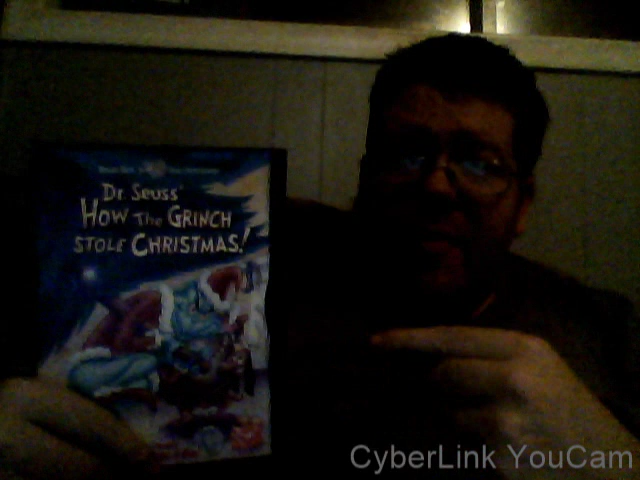 Dr. Seuss'
HOW THE GRINCH
STOLE CHRISTMAS!
CyberLink YouCam